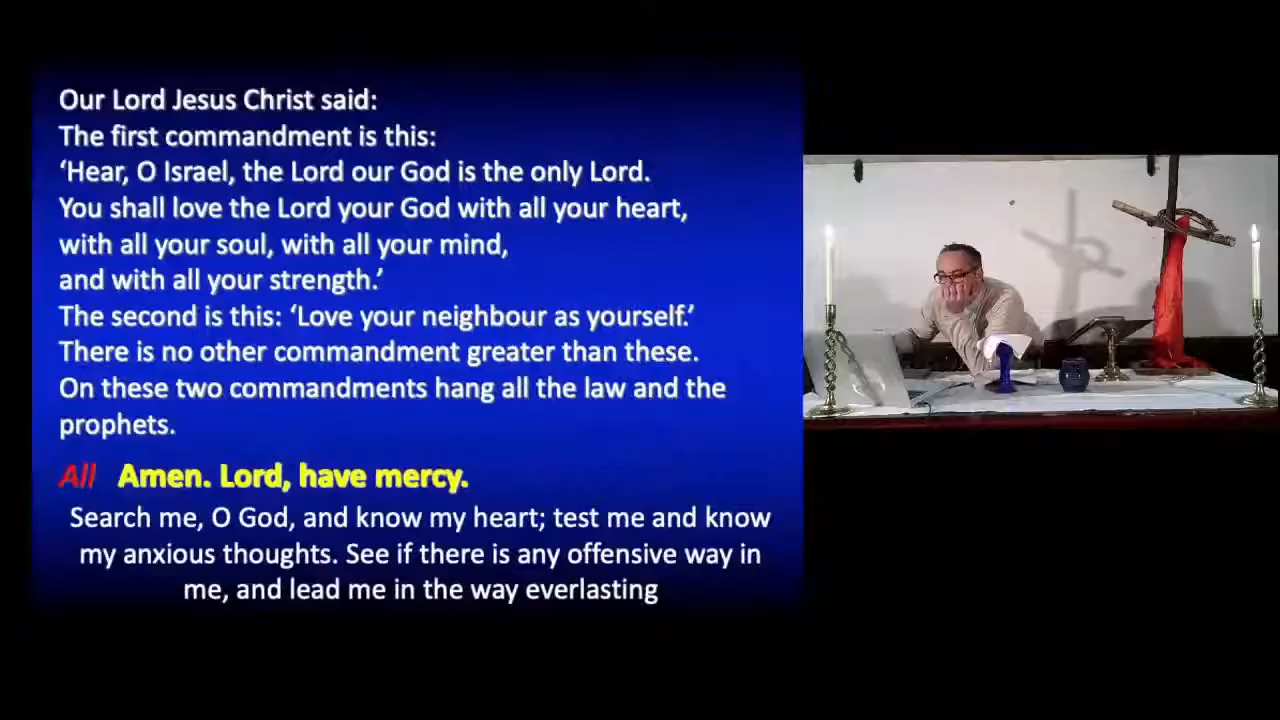 Our Lord Jesus Christ said:
The first commandment is this:
‘Hear, O Israel, the Lord our God is the only Lord.
You shall love the Lord your God with all your heart,
with all your soul, with all your mind,
and with all your strength.’
The second is this: ‘Love your neighbour as yourself.’
There is no other commandment greater than these.
On these two commandments hang all the law and the
prophets.
All Amen. Lord, have mercy.
Search me, O God, and know my heart; test me and know
my anxious thoughts. See if there is any offensive way in
me, and lead me in the way everlasting